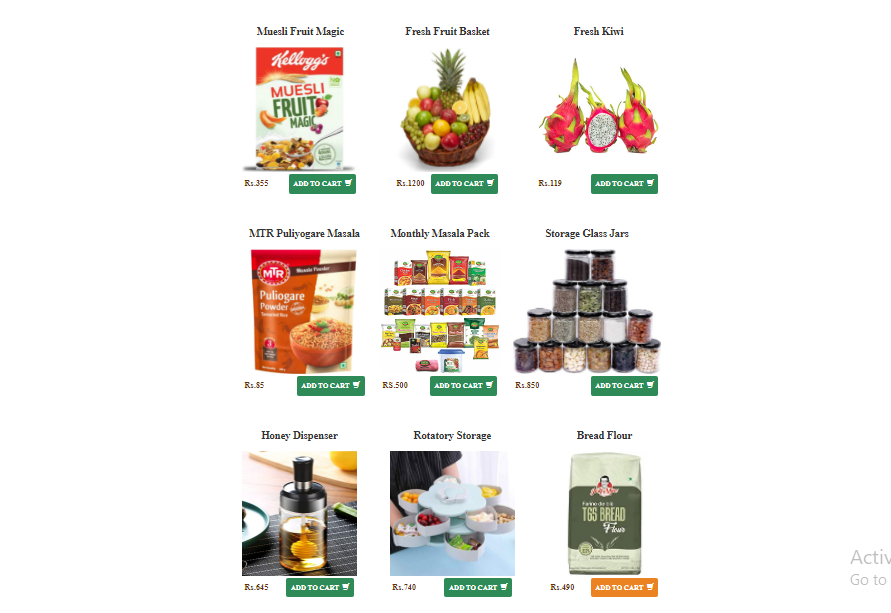 Muesli Fruit Magic
Fresh Fruit Basket
Fresh Kiwi
Kellogg's
MUESLI
FRUIT
MAGIC
Rs.355
ADD TO CART
Rs.1200
ADD TO CART
Rs.119
ADD TO CART
MTR Puliyogare Masala
Monthly Masala Pack
Storage Glass Jars
MTR
Masala Powder
Puliogare
Powder
3
Rs.85
ADD TO CART
RS.500
ADD TO CART
Rs.850
ADD TO CART
Honey Dispenser
Rotatory Storage
Bread Flour
TGS BREAD
Flour
Rs.645
ADD TO CART
Rs.740
ADD TO CART
Rs.490
ADD TO CART
Activ
Go to